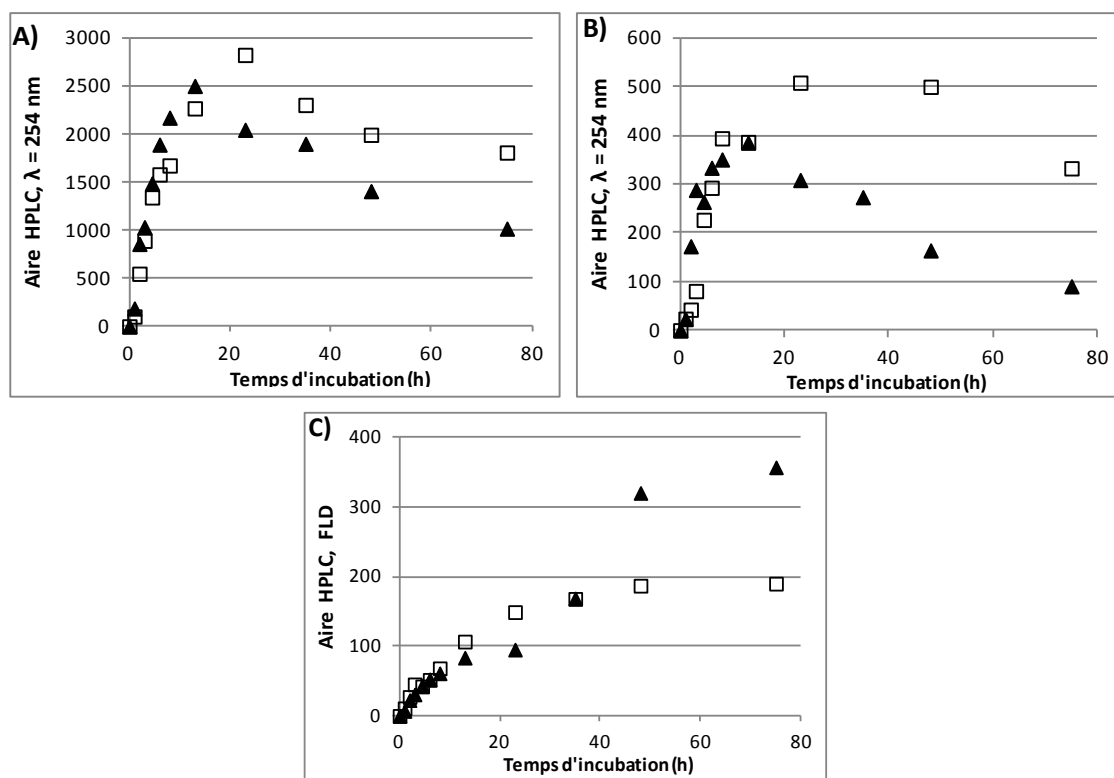 A)
Aire HPLC, λ = 254 nm
3000
2500
2000
1500
1000
500
0
0 20 40 60 80
Temps d'incubation (h)
B)
Aire HPLC, λ = 254 nm
600
500
400
300
200
100
0
0 20 40 60 80
Temps d'incubation (h)
C)
Aire HPLC, FLD
400
300
200
100
0
0 20 40 60 80
Temps d'incubation (h)